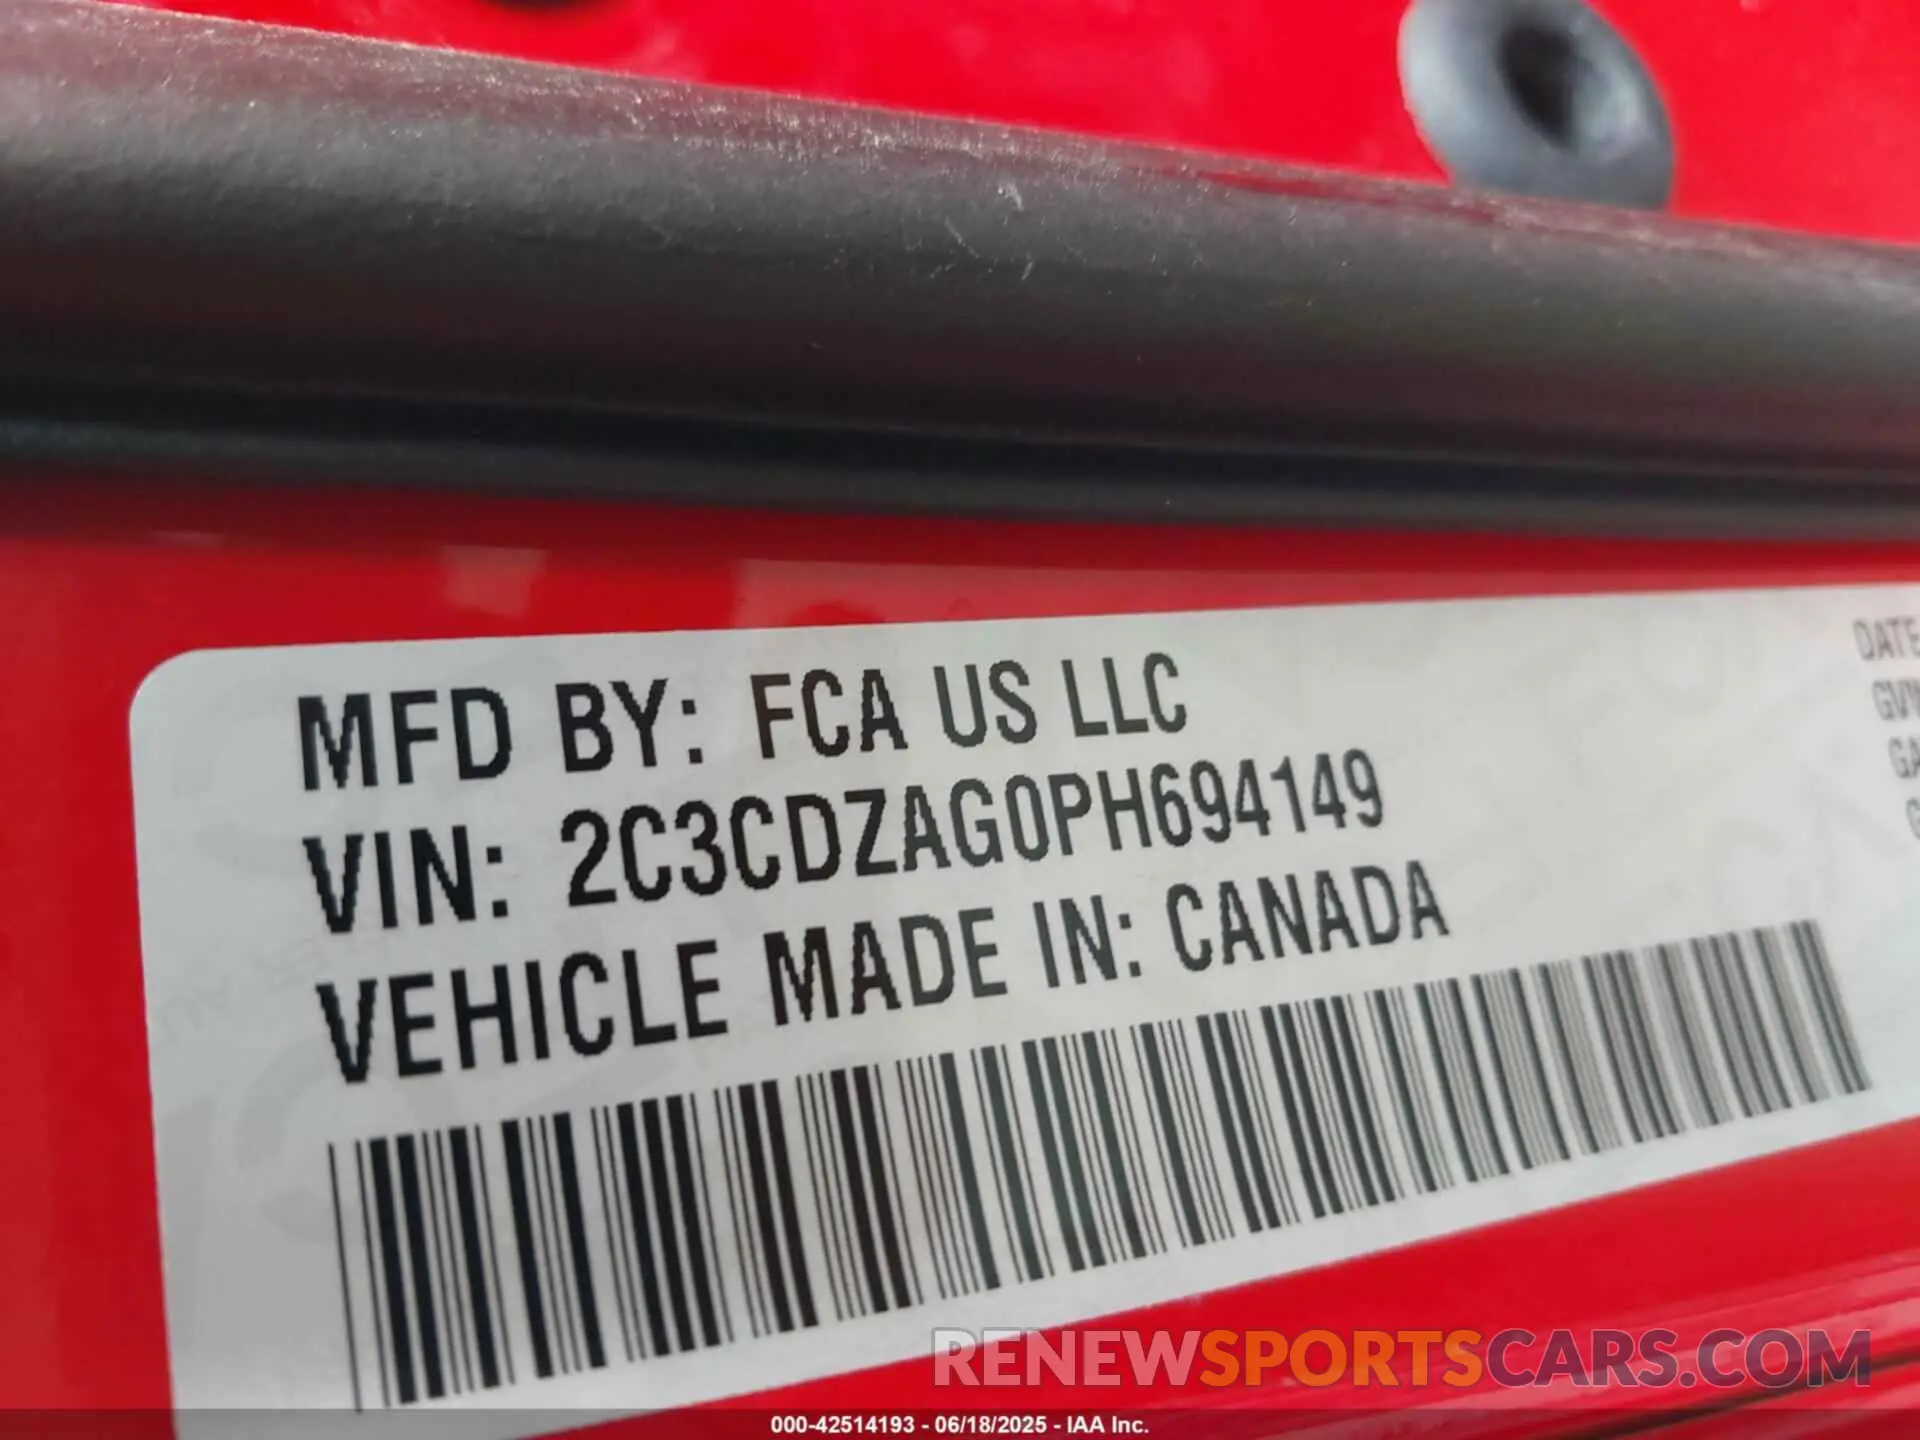 MFD BY: FCA US LLC
VIN: 2C3CDZAG0PH694149
VEHICLE MADE IN: CANADA
DATE
RENEWSPORTSCARS.COM
000-42514193 - 06/18/2025 - IAA Inc.